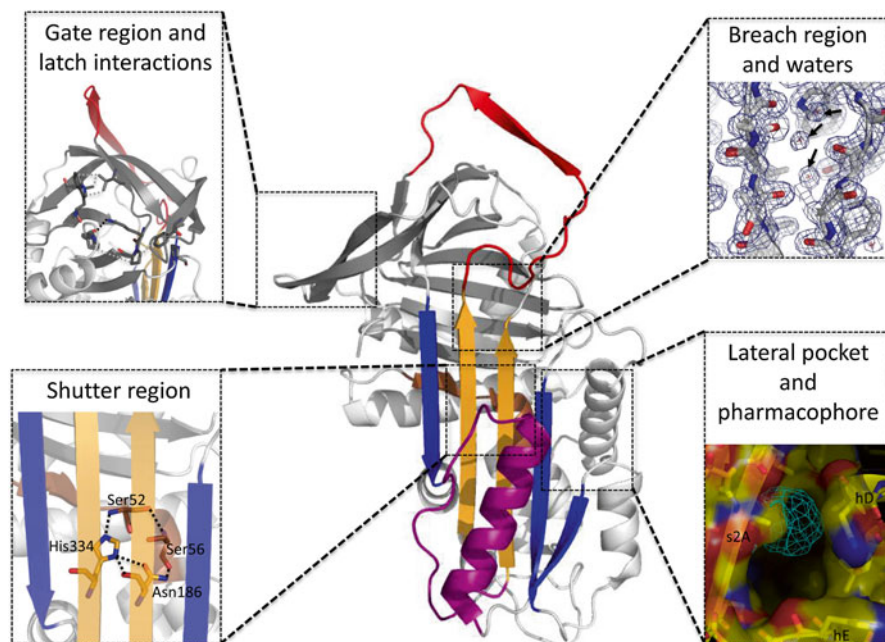 Gate region and
latch interactions
Breach region
and waters
Shutter region
Ser52
His334
Ser56
Asn186
Lateral pocket
and
pharmacophore
hD
s2A
hE